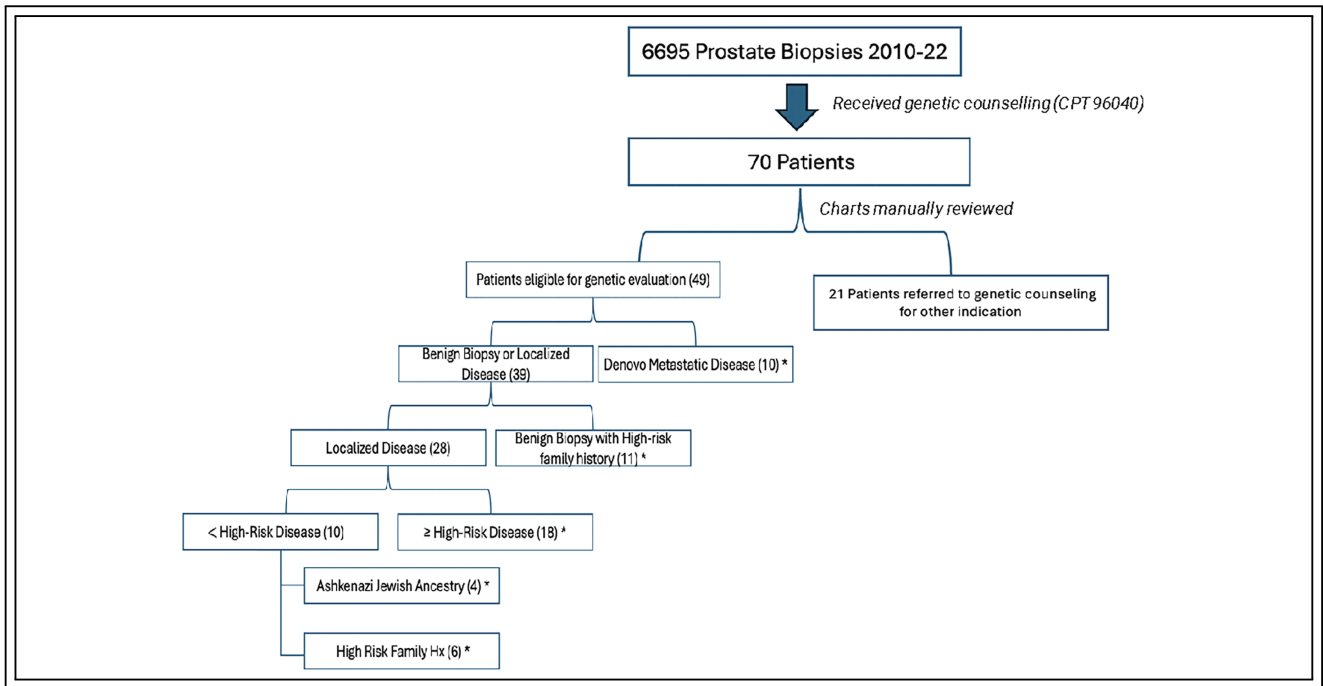 6695 Prostate Biopsies 2010-22
Received genetic counselling (CPT 96040)
70 Patients
Charts manually reviewed
Patients eligible for genetic evaluation (49)
21 Patients referred to genetic counseling
for other indication
Benign Biopsy or Localized
Disease (39)
Denovo Metastatic Disease (10) *
Localized Disease (28)
Benign Biopsy with High-risk
family history (11) *
< High-Risk Disease (10)
≥ High-Risk Disease (18) *
Ashkenazi Jewish Ancestry (4) *
High Risk Family Hx (6) *